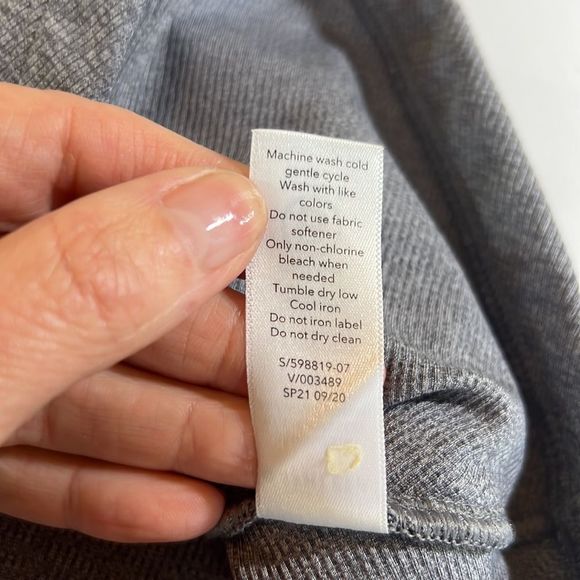 Machine wash cold
gentle cycle
Wash with like
colors
Do not use fabric
softener
Only non-chlorine
bleach when
needed
Tumble dry low
Cool iron
Do not iron label
Do not dry clean
S/598819-07
V/003489
SP21 09/20